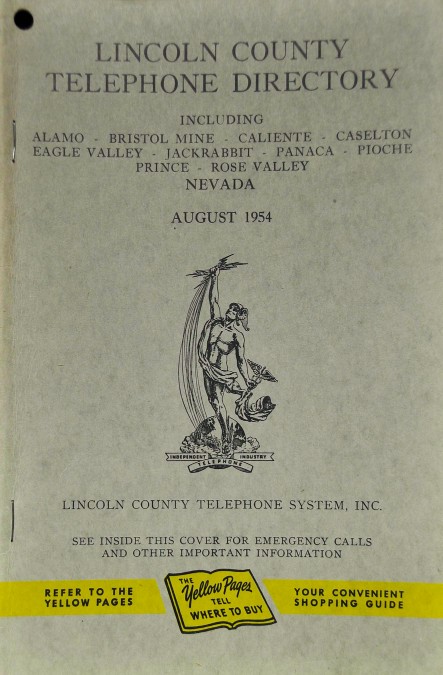 LINCOLN COUNTY
TELEPHONE DIRECTORY
INCLUDING
ALAMO - BRISTOL MINE - CALIENTE - CASELTON
EAGLE VALLEY - JACKRABBIT - PANACA - PIOCHE
PRINCE - ROSE VALLEY
NEVADA
AUGUST 1954
INDEPENDENT INDUSTRY
TELEPHONE
LINCOLN COUNTY TELEPHONE SYSTEM, INC.
SEE INSIDE THIS COVER FOR EMERGENCY CALLS
AND OTHER IMPORTANT INFORMATION
REFER TO THE
YELLOW PAGES
THE
Yellow Pages
TELL
WHERE TO BUY
YOUR CONVENIENT
SHOPPING GUIDE